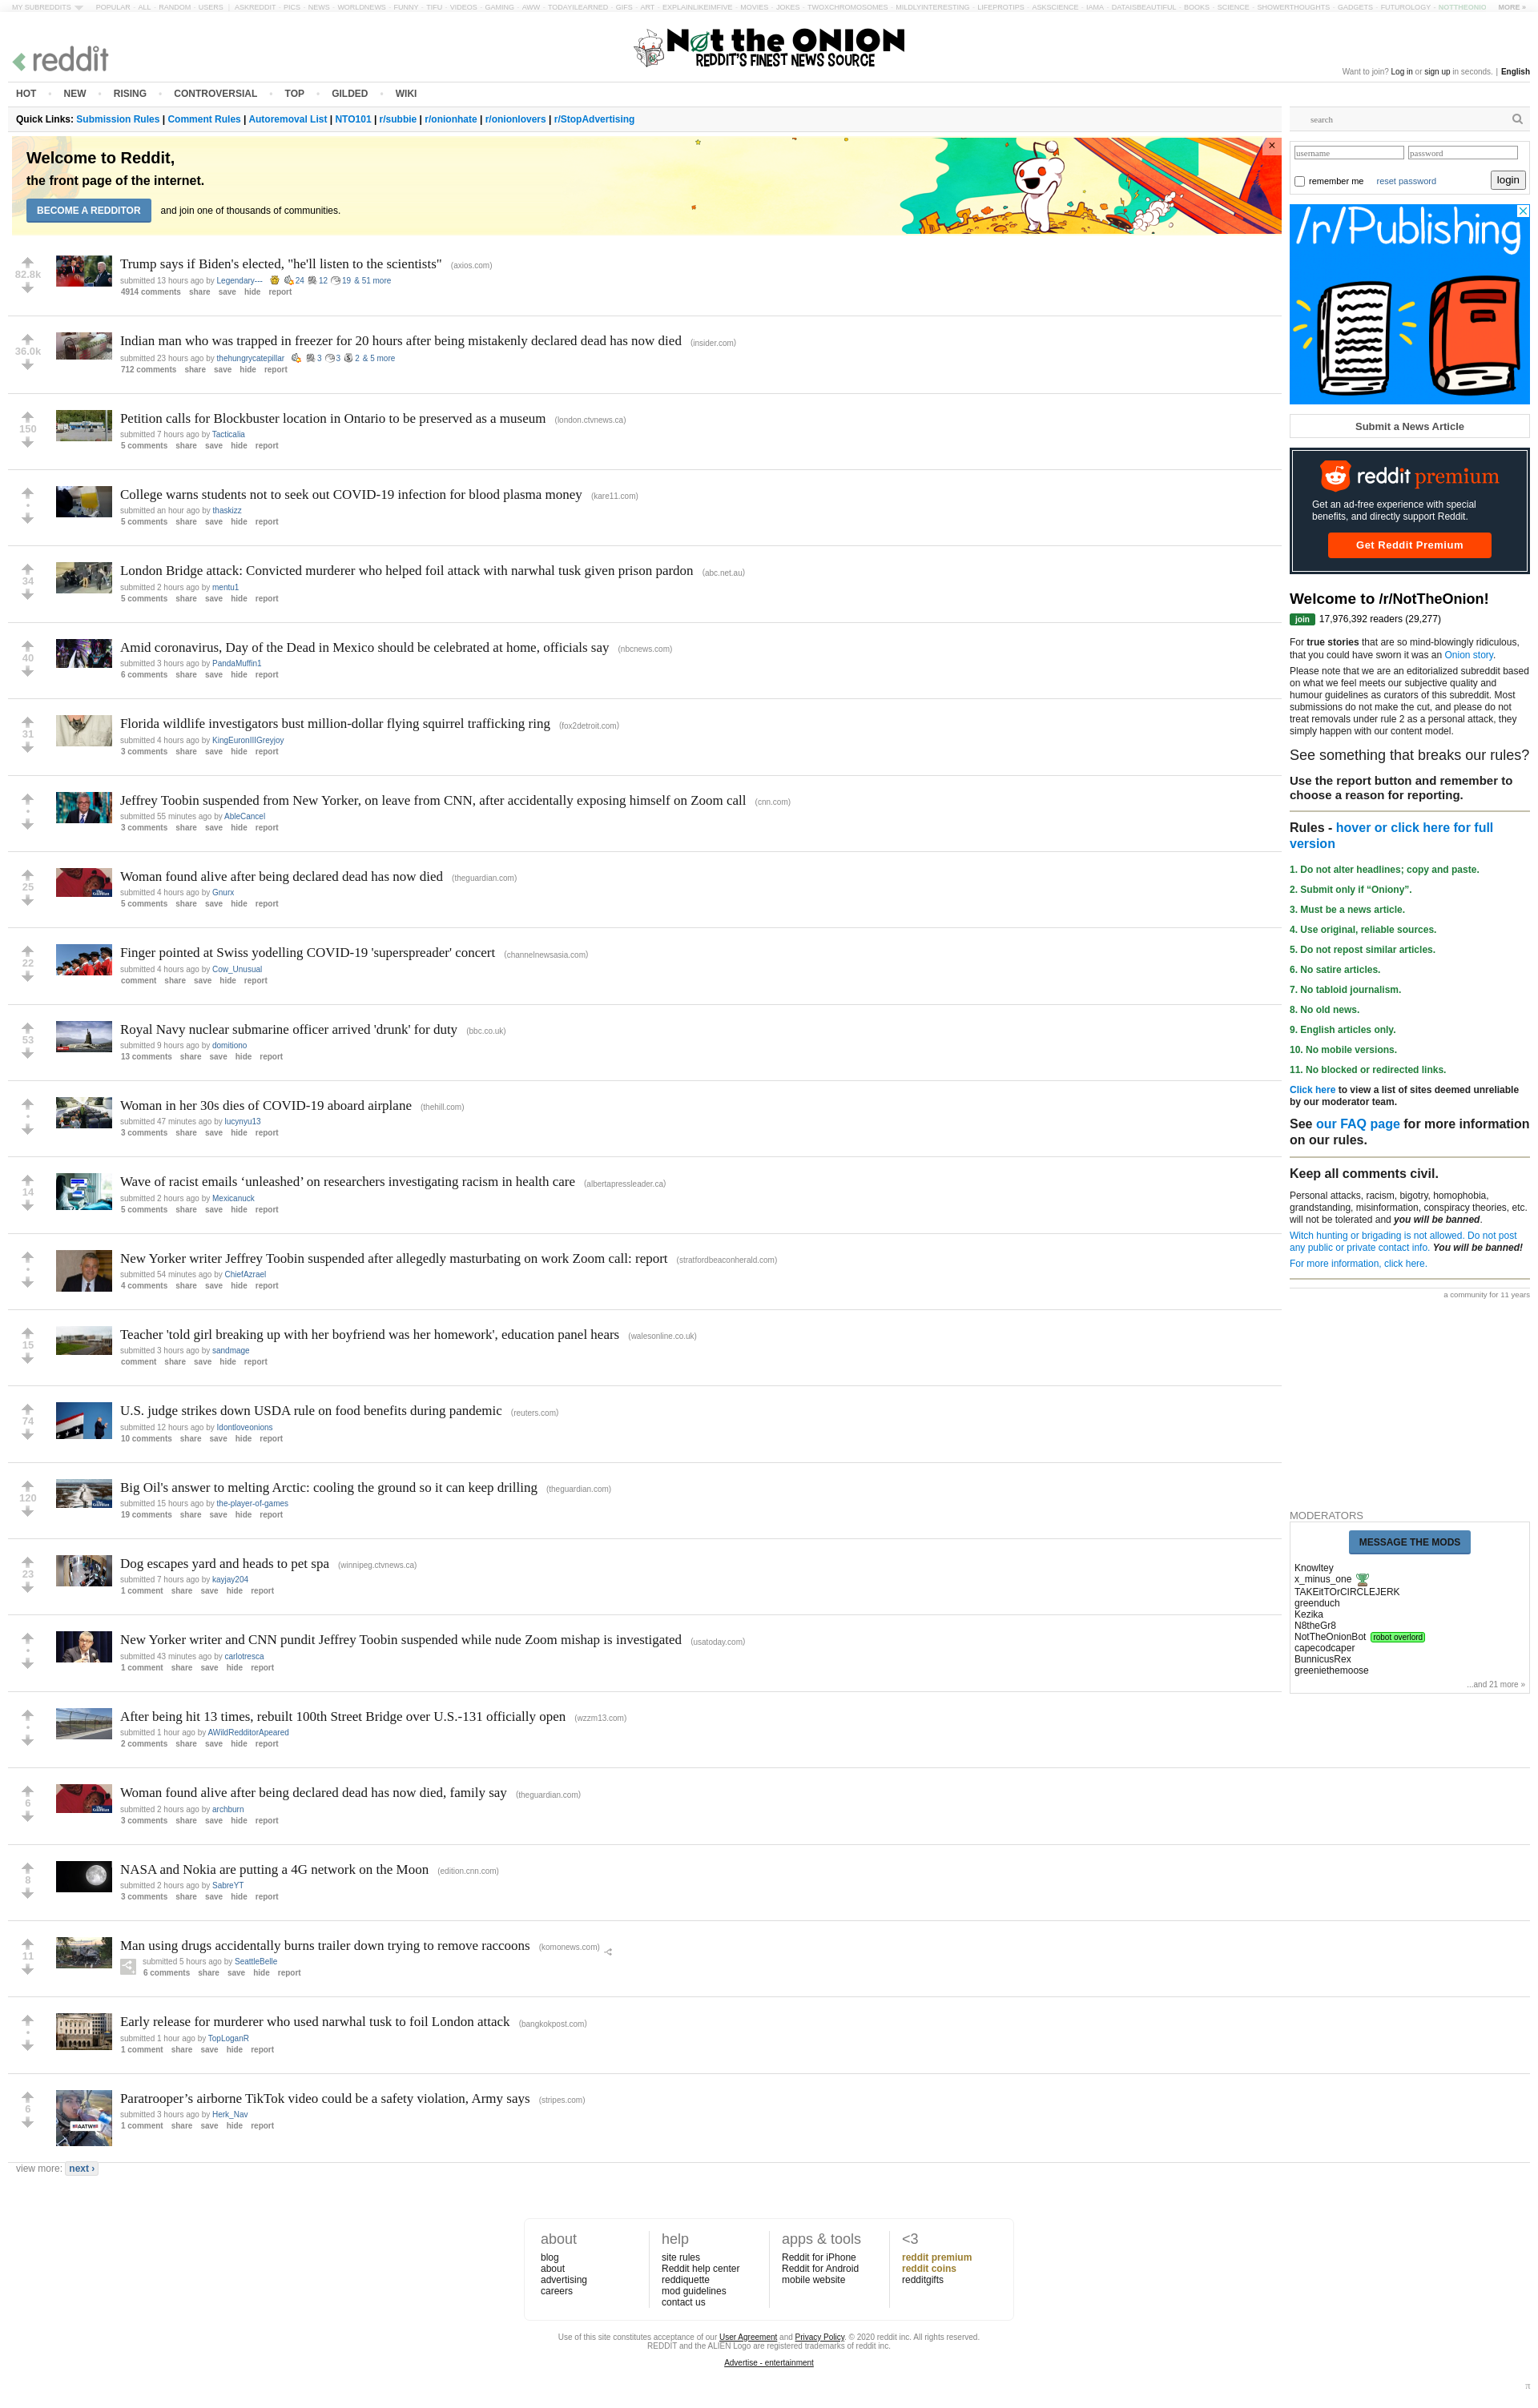 MY SUBREDDITS POPULAR - ALL - RANDOM - USERS | ASKREDDIT - PICS - NEWS - WORLDNEWS - FUNNY - TIFU - VIDEOS - GAMING - AWW - TODAYILEARNED - GIFS - ART - EXPLAINLIKEIMFIVE - MOVIES - JOKES - TWOXCHROMOSOMES - MILDLYINTERESTING - LIFEPROTIPS - ASKSCIENCE - IAMA - DATAISBEAUTIFUL - BOOKS - SCIENCE - SHOWERTHOUGHTS - GADGETS - FUTUROLOGY - NOTTHEONIO MORE »
reddit
Not the ONION
REDDIT'S FINEST NEWS SOURCE
Want to join? Log in or sign up in seconds. | English
HOT • NEW • RISING • CONTROVERSIAL • TOP • GILDED • WIKI
Quick Links: Submission Rules | Comment Rules | Autoremoval List | NTO101 | r/subbie | r/onionhate | r/onionlovers | r/StopAdvertising
Welcome to Reddit,
the front page of the internet.
BECOME A REDDITOR and join one of thousands of communities.
×
82.8k
Trump says if Biden's elected, "he'll listen to the scientists" (axios.com)
submitted 13 hours ago by Legendary--- 24 12 19 & 51 more
4914 comments share save hide report
36.0k
Indian man who was trapped in freezer for 20 hours after being mistakenly declared dead has now died (insider.com)
submitted 23 hours ago by thehungrycatepillar 3 3 2 & 5 more
712 comments share save hide report
150
Petition calls for Blockbuster location in Ontario to be preserved as a museum (london.ctvnews.ca)
submitted 7 hours ago by Tacticalia
5 comments share save hide report
•
College warns students not to seek out COVID-19 infection for blood plasma money (kare11.com)
submitted an hour ago by thaskizz
5 comments share save hide report
34
London Bridge attack: Convicted murderer who helped foil attack with narwhal tusk given prison pardon (abc.net.au)
submitted 2 hours ago by mentu1
5 comments share save hide report
40
Amid coronavirus, Day of the Dead in Mexico should be celebrated at home, officials say (nbcnews.com)
submitted 3 hours ago by PandaMuffin1
6 comments share save hide report
31
Florida wildlife investigators bust million-dollar flying squirrel trafficking ring (fox2detroit.com)
submitted 4 hours ago by KingEuronIIIGreyjoy
3 comments share save hide report
•
Jeffrey Toobin suspended from New Yorker, on leave from CNN, after accidentally exposing himself on Zoom call (cnn.com)
submitted 55 minutes ago by AbleCancel
3 comments share save hide report
25
Woman found alive after being declared dead has now died (theguardian.com)
submitted 4 hours ago by Gnurx
5 comments share save hide report
22
Finger pointed at Swiss yodelling COVID-19 'superspreader' concert (channelnewsasia.com)
submitted 4 hours ago by Cow_Unusual
comment share save hide report
53
Royal Navy nuclear submarine officer arrived 'drunk' for duty (bbc.co.uk)
submitted 9 hours ago by domitiono
13 comments share save hide report
•
Woman in her 30s dies of COVID-19 aboard airplane (thehill.com)
submitted 47 minutes ago by lucynyu13
3 comments share save hide report
14
Wave of racist emails ‘unleashed’ on researchers investigating racism in health care (albertapressleader.ca)
submitted 2 hours ago by Mexicanuck
5 comments share save hide report
•
New Yorker writer Jeffrey Toobin suspended after allegedly masturbating on work Zoom call: report (stratfordbeaconherald.com)
submitted 54 minutes ago by ChiefAzrael
4 comments share save hide report
15
Teacher 'told girl breaking up with her boyfriend was her homework', education panel hears (walesonline.co.uk)
submitted 3 hours ago by sandmage
comment share save hide report
74
U.S. judge strikes down USDA rule on food benefits during pandemic (reuters.com)
submitted 12 hours ago by Idontloveonions
10 comments share save hide report
120
Big Oil's answer to melting Arctic: cooling the ground so it can keep drilling (theguardian.com)
submitted 15 hours ago by the-player-of-games
19 comments share save hide report
23
Dog escapes yard and heads to pet spa (winnipeg.ctvnews.ca)
submitted 7 hours ago by kayjay204
1 comment share save hide report
•
New Yorker writer and CNN pundit Jeffrey Toobin suspended while nude Zoom mishap is investigated (usatoday.com)
submitted 43 minutes ago by carlotresca
1 comment share save hide report
•
After being hit 13 times, rebuilt 100th Street Bridge over U.S.-131 officially open (wzzm13.com)
submitted 1 hour ago by AWildRedditorApeared
2 comments share save hide report
6
Woman found alive after being declared dead has now died, family say (theguardian.com)
submitted 2 hours ago by archburn
3 comments share save hide report
8
NASA and Nokia are putting a 4G network on the Moon (edition.cnn.com)
submitted 2 hours ago by SabreYT
3 comments share save hide report
11
Man using drugs accidentally burns trailer down trying to remove raccoons (komonews.com)
submitted 5 hours ago by SeattleBelle
6 comments share save hide report
•
Early release for murderer who used narwhal tusk to foil London attack (bangkokpost.com)
submitted 1 hour ago by TopLoganR
1 comment share save hide report
6
Paratrooper’s airborne TikTok video could be a safety violation, Army says (stripes.com)
submitted 3 hours ago by Herk_Nav
1 comment share save hide report
view more: next ›
search
username password
remember me reset password login
/r/Publishing
Submit a News Article
reddit premium
Get an ad-free experience with special
benefits, and directly support Reddit.
Get Reddit Premium
Welcome to /r/NotTheOnion!
join 17,976,392 readers (29,277)
For true stories that are so mind-blowingly ridiculous,
that you could have sworn it was an Onion story.
Please note that we are an editorialized subreddit based
on what we feel meets our subjective quality and
humour guidelines as curators of this subreddit. Most
submissions do not make the cut, and please do not
treat removals under rule 2 as a personal attack, they
simply happen with our content model.
See something that breaks our rules?
Use the report button and remember to
choose a reason for reporting.
Rules - hover or click here for full
version
1. Do not alter headlines; copy and paste.
2. Submit only if “Oniony”.
3. Must be a news article.
4. Use original, reliable sources.
5. Do not repost similar articles.
6. No satire articles.
7. No tabloid journalism.
8. No old news.
9. English articles only.
10. No mobile versions.
11. No blocked or redirected links.
Click here to view a list of sites deemed unreliable
by our moderator team.
See our FAQ page for more information
on our rules.
Keep all comments civil.
Personal attacks, racism, bigotry, homophobia,
grandstanding, misinformation, conspiracy theories, etc.
will not be tolerated and you will be banned.
Witch hunting or brigading is not allowed. Do not post
any public or private contact info. You will be banned!
For more information, click here.
a community for 11 years
MODERATORS
MESSAGE THE MODS
Knowltey
x_minus_one
TAKEitTOrCIRCLEJERK
greenduch
Kezika
N8theGr8
NotTheOnionBot robot overlord
capecodcaper
BunnicusRex
greeniethemoose
...and 21 more »
about
blog
about
advertising
careers
help
site rules
Reddit help center
reddiquette
mod guidelines
contact us
apps & tools
Reddit for iPhone
Reddit for Android
mobile website
<3
reddit premium
reddit coins
redditgifts
Use of this site constitutes acceptance of our User Agreement and Privacy Policy. © 2020 reddit inc. All rights reserved.
REDDIT and the ALIEN Logo are registered trademarks of reddit inc.
Advertise - entertainment
π